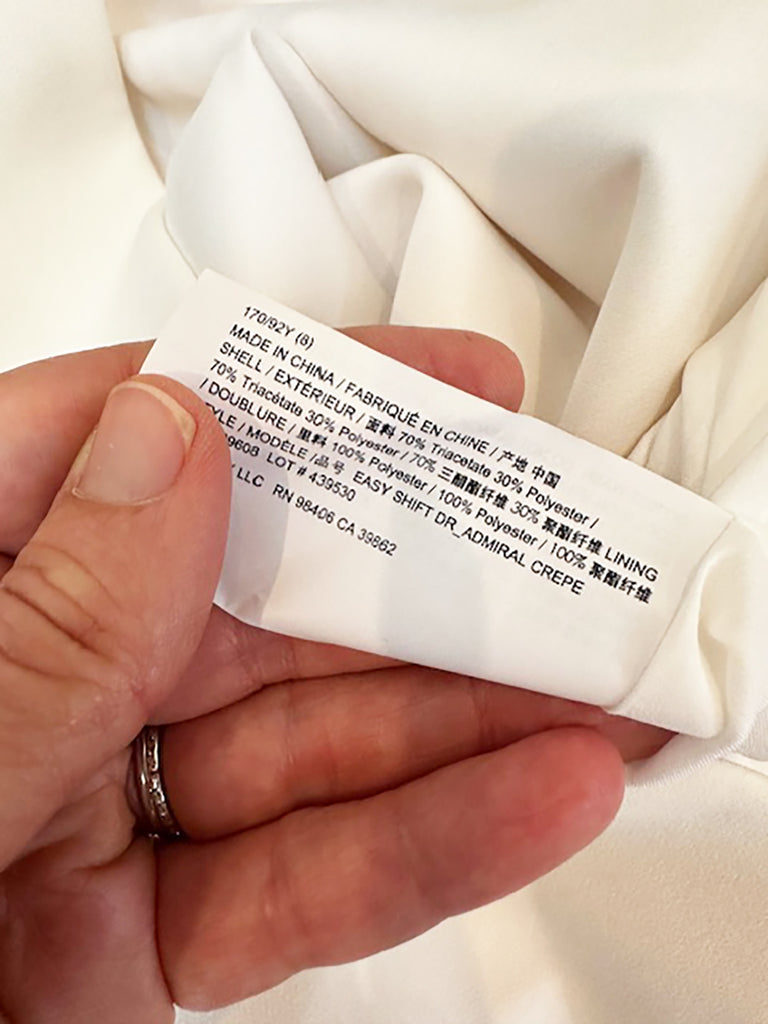 170/92Y (8)
MADE IN CHINA / FABRIQUÉ EN CHINE / 产地 中国
SHELL / EXTÉRIEUR / 面料 70% Triacetate 30% Polyester /
70% Triacétate 30% Polyester / 70% 三醋酯纤维 30% 聚酯纤维 LINING
/ DOUBLURE / 里料 100% Polyester / 100% Polyester / 100% 聚酯纤维
/ MODÈLE /品号 EASY SHIFT DR_ADMIRAL CREPE
LOT # 439530
LLC RN 98406 CA 39862